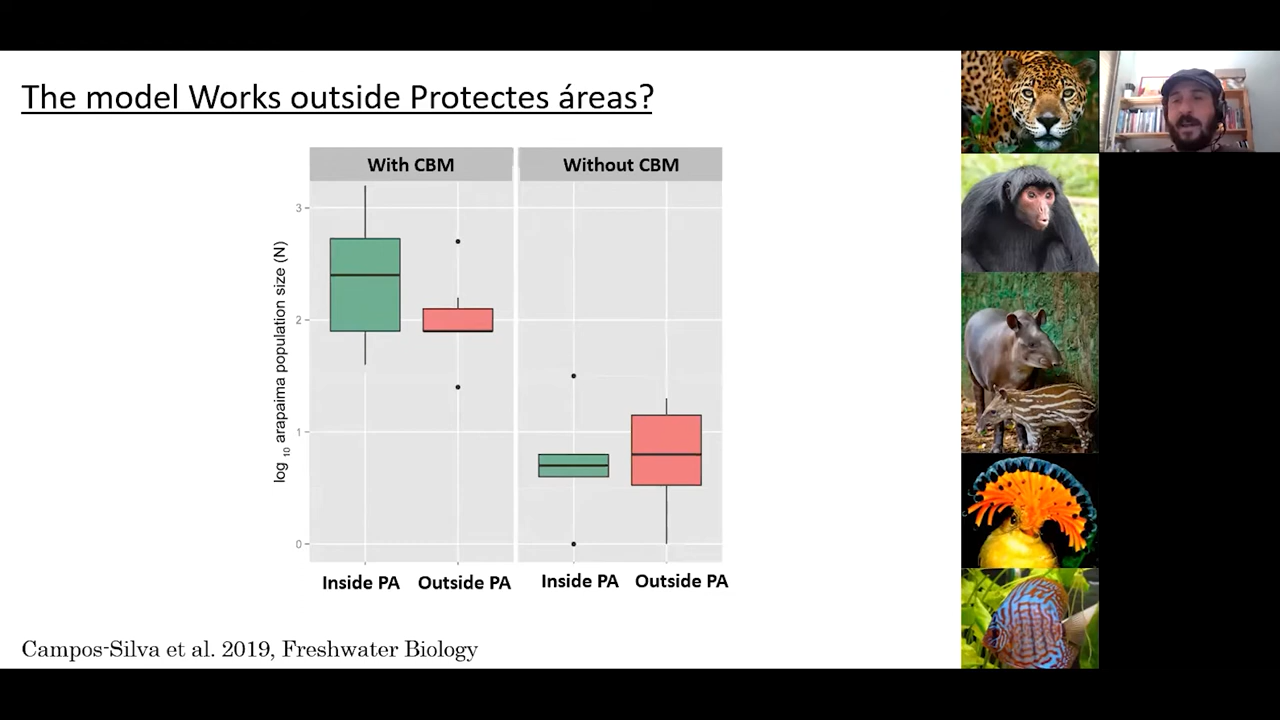 The model Works outside Protectes áreas?
With CBM
Without CBM
3
2
1
0
log 10 arapaima population size (N)
Inside PA
Outside PA
Inside PA
Outside PA
Campos-Silva et al. 2019, Freshwater Biology